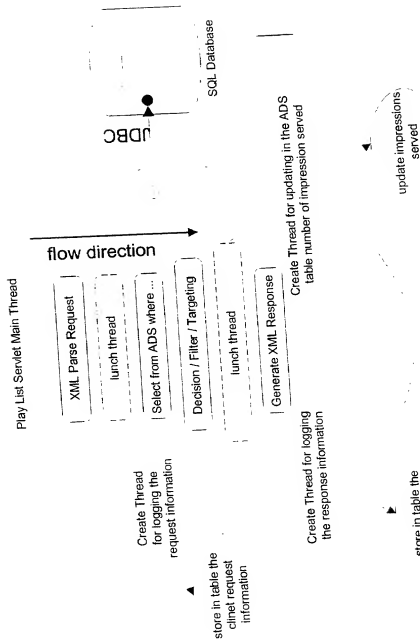 Play List Servlet Main Thread
flow direction
XML Parse Request
lunch thread
Select from ADS where ...
Decision / Filter / Targeting
lunch thread
Generate XML Response
JDBC
SQL Database
Create Thread
for logging the
request information
store in table the
clinet request
information
Create Thread for logging
the response information
Create Thread for updating in the ADS
table number of impression served
update impressions
served
store in table the